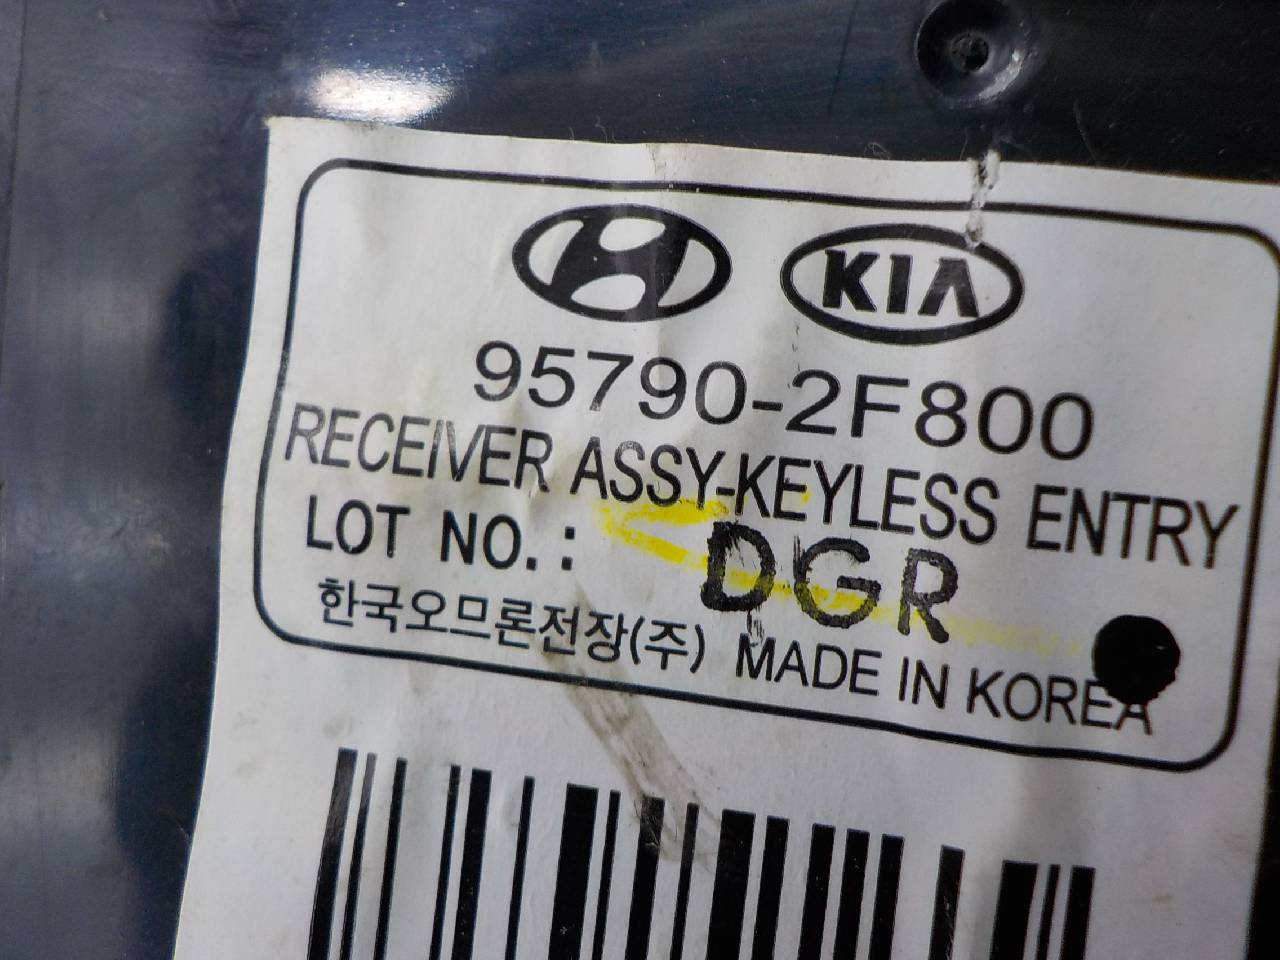 KIA
95790-2F800
RECEIVER ASSY-KEYLESS ENTRY
LOT NO.: DGR
한국오므론전장(주) MADE IN KOREA